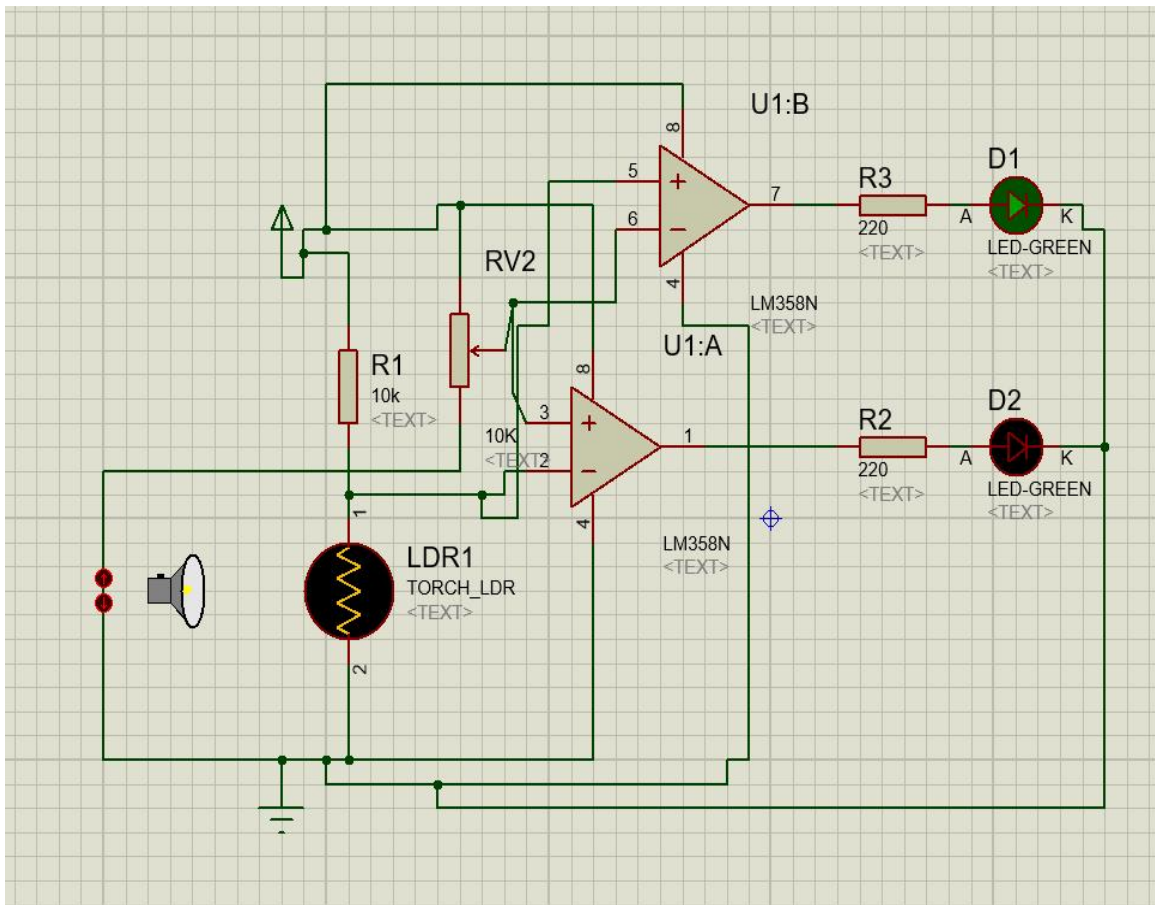 U1:B
8
5
+
6
−
7
4
LM358N
<TEXT>
R3
220
<TEXT>
D1
A
K
LED-GREEN
<TEXT>
RV2
10K
<TEXT>
R1
10k
<TEXT>
U1:A
8
3
+
2
−
1
4
LM358N
<TEXT>
R2
220
<TEXT>
D2
A
K
LED-GREEN
<TEXT>
1
LDR1
TORCH_LDR
<TEXT>
2